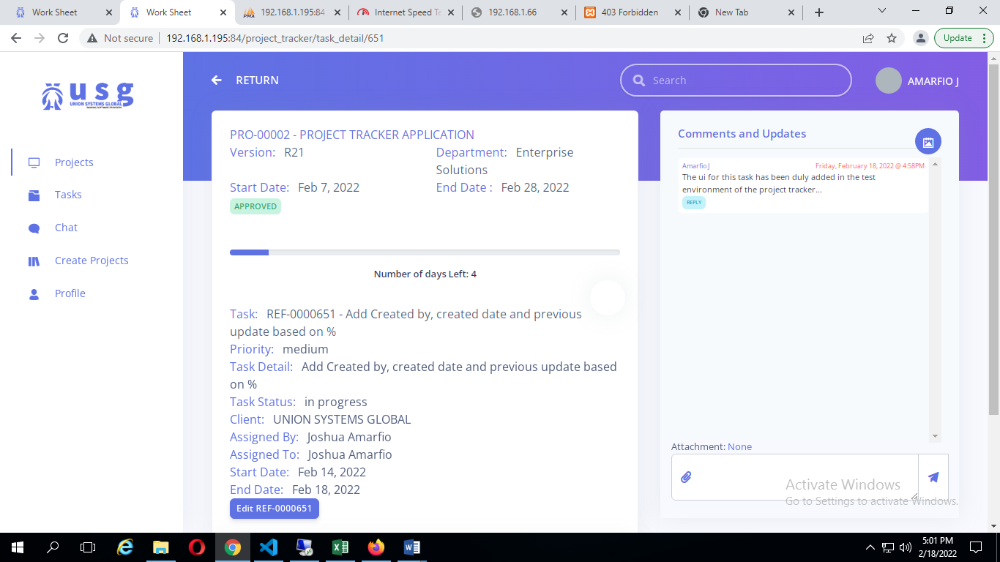 Work Sheet
Work Sheet
192.168.1.195:84
Internet Speed Te
192.168.1.66
403 Forbidden
New Tab
Not secure
192.168.1.195:84/project_tracker/task_detail/651
Update
usg
UNION SYSTEMS GLOBAL
RETURN
Search
AMARFIO J
Projects
Tasks
Chat
Create Projects
Profile
PRO-00002 - PROJECT TRACKER APPLICATION
Version: R21
Department: Enterprise
Solutions
Start Date: Feb 7, 2022
End Date : Feb 28, 2022
APPROVED
Number of days Left: 4
Task: REF-0000651 - Add Created by, created date and previous
update based on %
Priority: medium
Task Detail: Add Created by, created date and previous update based
on %
Task Status: in progress
Client: UNION SYSTEMS GLOBAL
Assigned By: Joshua Amarfio
Assigned To: Joshua Amarfio
Start Date: Feb 14, 2022
End Date: Feb 18, 2022
Edit REF-0000651
Comments and Updates
Amarfio J
Friday, February 18, 2022 @ 4:58PM
The ui for this task has been duly added in the test
environment of the project tracker...
REPLY
Attachment: None
Activate Windows
Go to Settings to activate Windows.
5:01 PM
2/18/2022